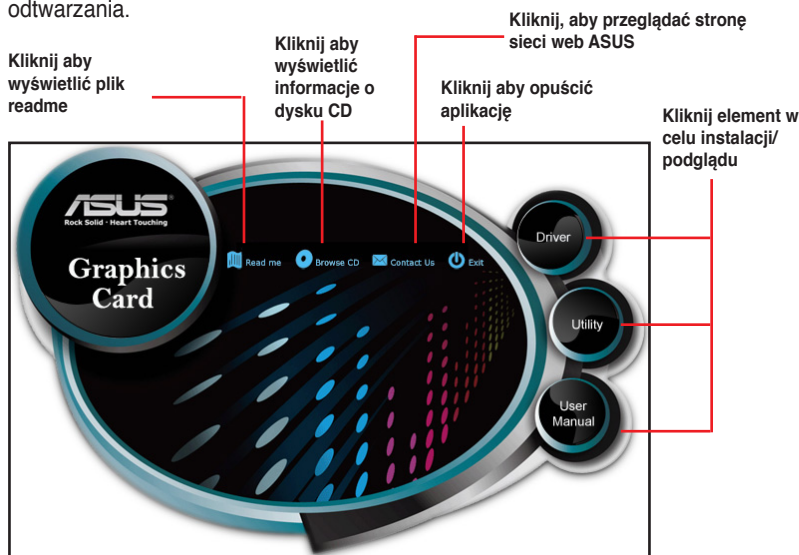 odtwarzania.
Kliknij, aby przeglądać stronę
sieci web ASUS
Kliknij aby
wyświetlić
informacje o
dysku CD
Kliknij aby
wyświetlić plik
readme
Kliknij aby opuścić
aplikację
Kliknij element w
celu instalacji/
podglądu
ASUS
Rock Solid · Heart Touching
Graphics
Card
Read me
Browse CD
Contact Us
Exit
Driver
Utility
User
Manual